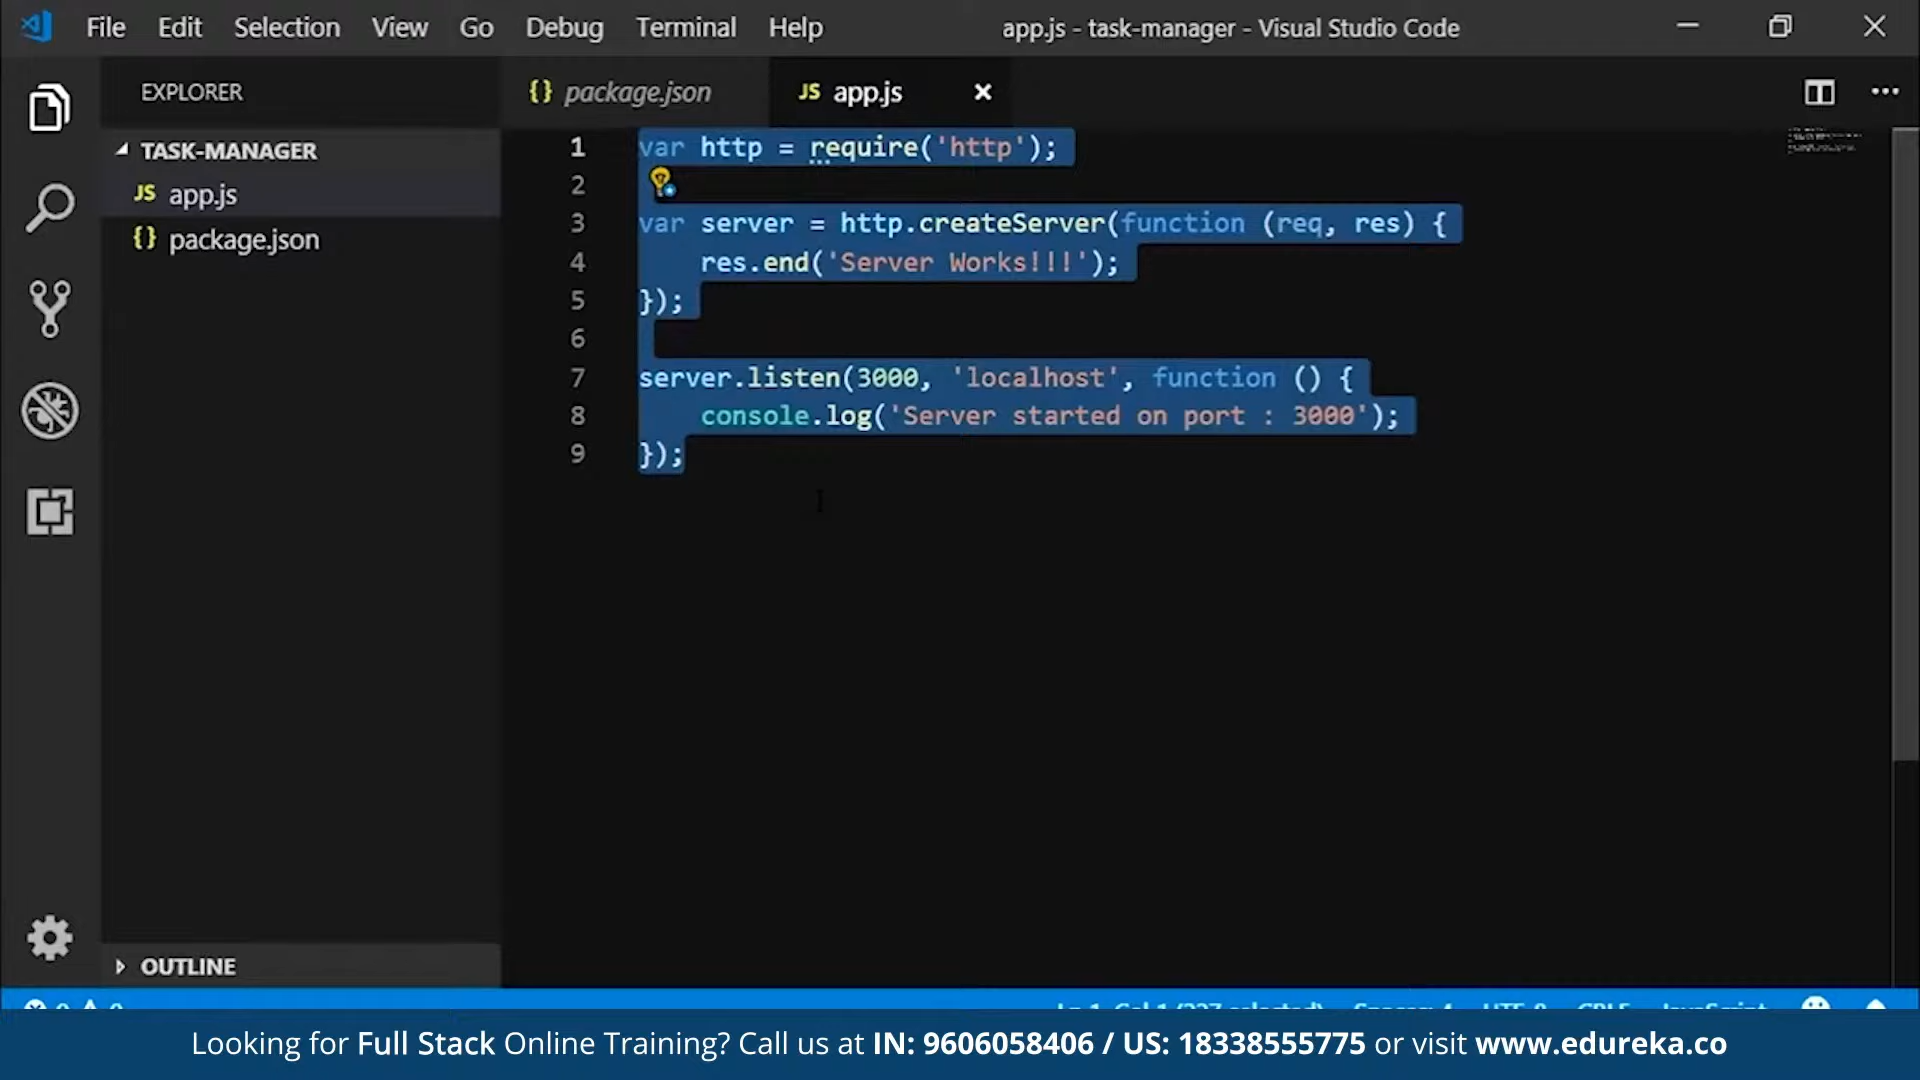 File Edit Selection View Go Debug Terminal Help app.js - task-manager - Visual Studio Code
EXPLORER
TASK-MANAGER
JS app.js
{} package.json
OUTLINE
{} package.json JS app.js
1 var http = require('http');
2
3 var server = http.createServer(function (req, res) {
4 res.end('Server Works!!!');
5 });
6
7 server.listen(3000, 'localhost', function () {
8 console.log('Server started on port : 3000');
9 });
Looking for Full Stack Online Training? Call us at IN: 9606058406 / US: 18338555775 or visit www.edureka.co